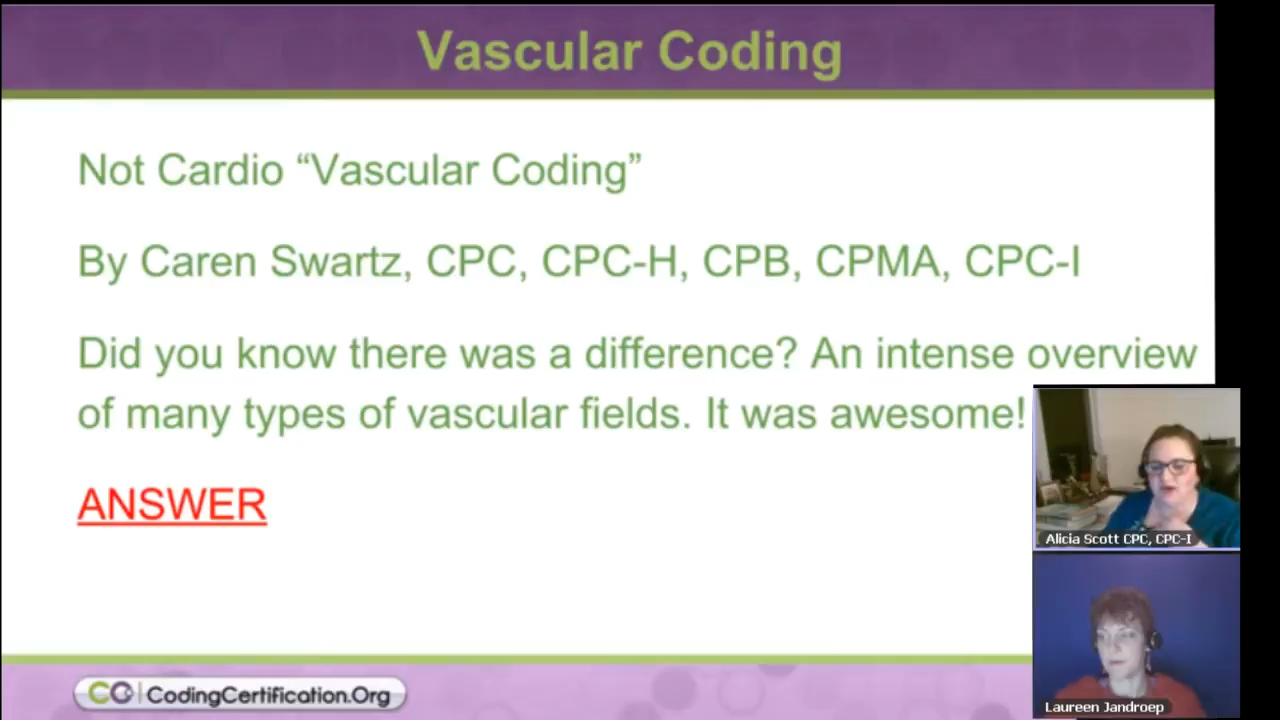 Vascular Coding
Not Cardio “Vascular Coding”
By Caren Swartz, CPC, CPC-H, CPB, CPMA, CPC-I
Did you know there was a difference? An intense overview
of many types of vascular fields. It was awesome!
ANSWER
Alicia Scott CPC, CPC-I
Laureen Jandroep
CC CodingCertification.Org